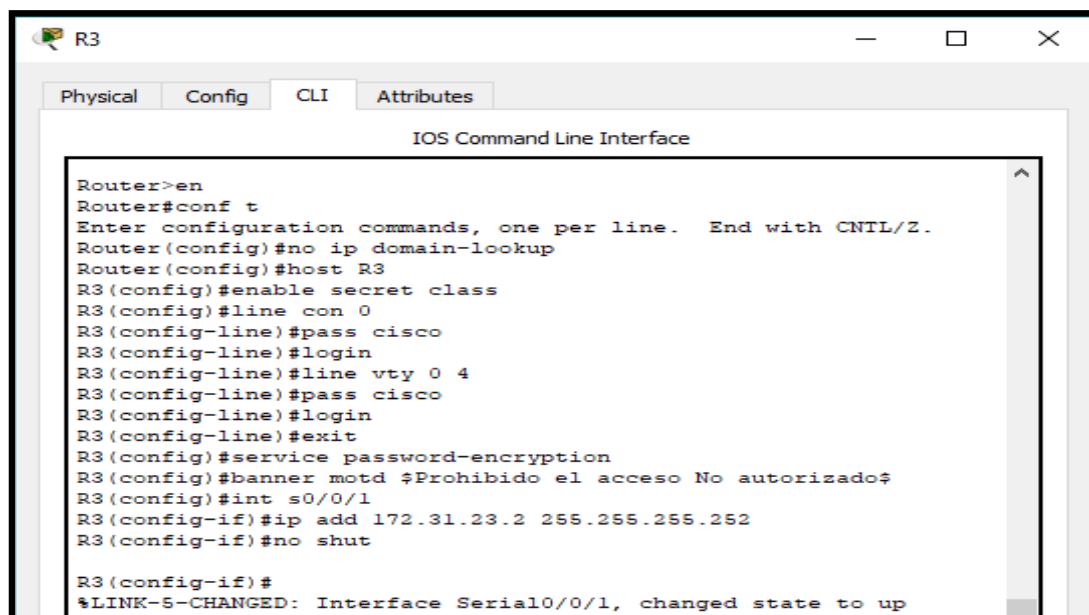 R3
Physical Config CLI Attributes
IOS Command Line Interface
Router>en
Router#conf t
Enter configuration commands, one per line.  End with CNTL/Z.
Router(config)#no ip domain-lookup
Router(config)#host R3
R3(config)#enable secret class
R3(config)#line con 0
R3(config-line)#pass cisco
R3(config-line)#login
R3(config-line)#line vty 0 4
R3(config-line)#pass cisco
R3(config-line)#login
R3(config-line)#exit
R3(config)#service password-encryption
R3(config)#banner motd $Prohibido el acceso No autorizado$
R3(config)#int s0/0/1
R3(config-if)#ip add 172.31.23.2 255.255.255.252
R3(config-if)#no shut
R3(config-if)#
%LINK-5-CHANGED: Interface Serial0/0/1, changed state to up